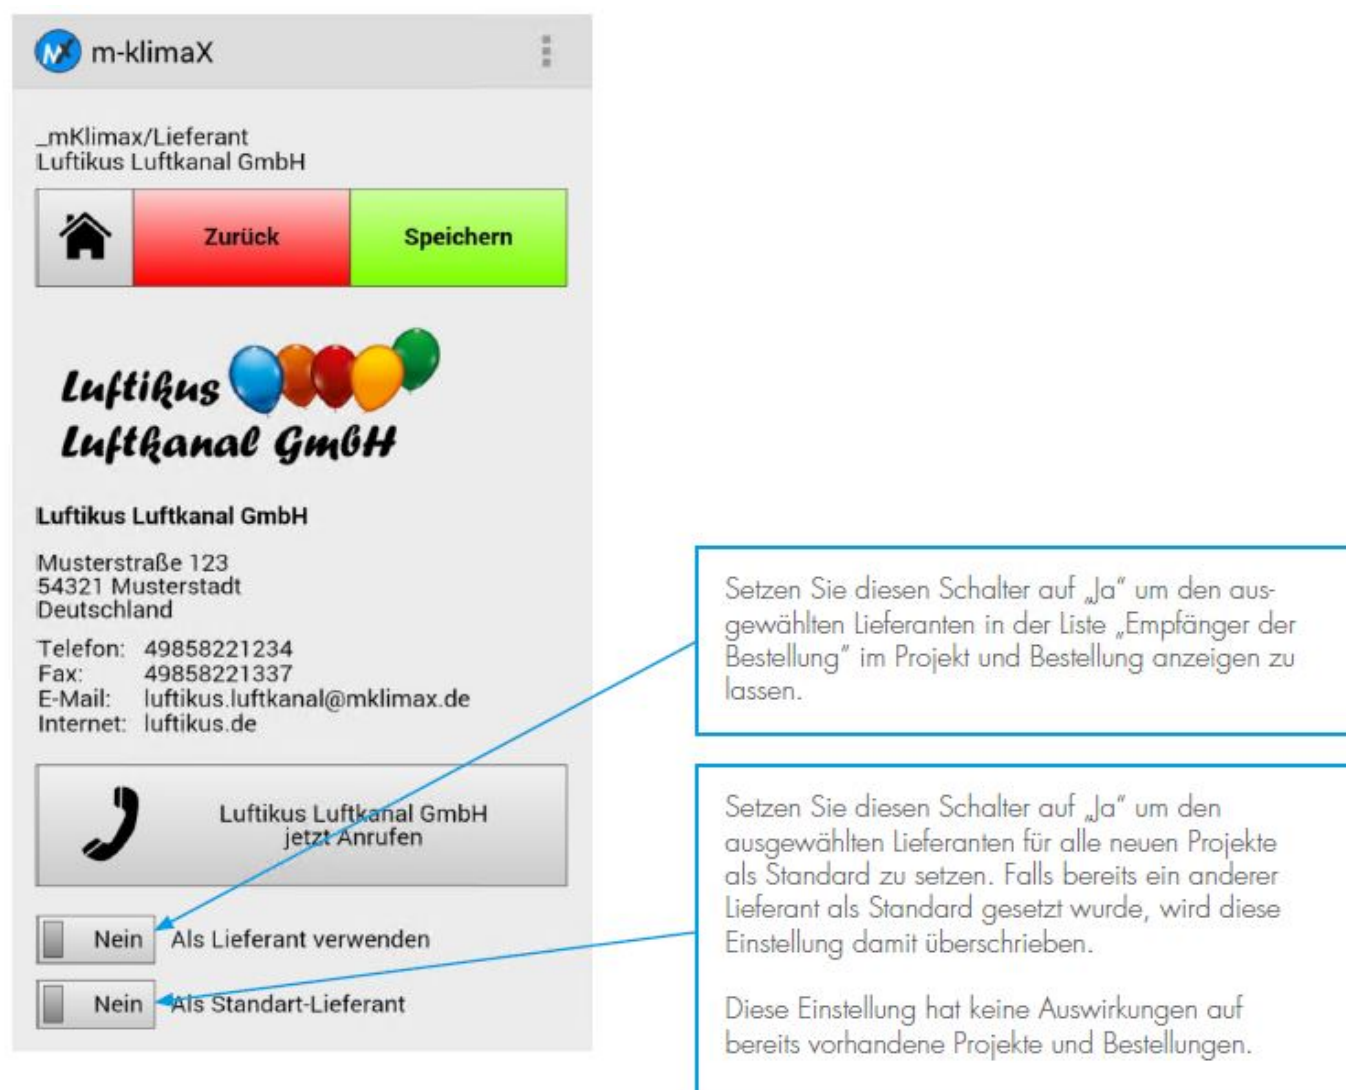 m-klimaX
_mKlimax/Lieferant
Luftikus Luftkanal GmbH
Zurück
Speichern
Luftikus
Luftkanal GmbH
Luftikus Luftkanal GmbH
Musterstraße 123
54321 Musterstadt
Deutschland
Telefon: 49858221234
Fax: 49858221337
E-Mail: luftikus.luftkanal@mklimax.de
Internet: luftikus.de
Luftikus Luftkanal GmbH
jetzt Anrufen
Nein Als Lieferant verwenden
Nein Als Standart-Lieferant
Setzen Sie diesen Schalter auf „Ja“ um den aus-
gewählten Lieferanten in der Liste „Empfänger der
Bestellung“ im Projekt und Bestellung anzeigen zu
lassen.
Setzen Sie diesen Schalter auf „Ja“ um den
ausgewählten Lieferanten für alle neuen Projekte
als Standard zu setzen. Falls bereits ein anderer
Lieferant als Standard gesetzt wurde, wird diese
Einstellung damit überschrieben.
Diese Einstellung hat keine Auswirkungen auf
bereits vorhandene Projekte und Bestellungen.